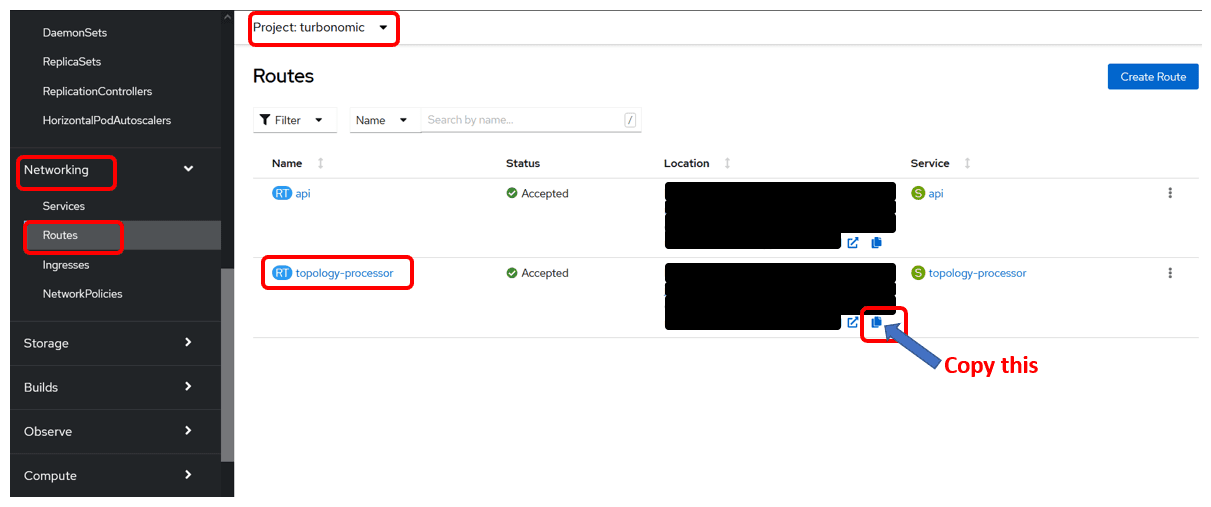 DaemonSets
ReplicaSets
ReplicationControllers
HorizontalPodAutoscalers
Networking
Services
Routes
Ingresses
NetworkPolicies
Storage
Builds
Observe
Compute
Project: turbonomic
Routes
Create Route
Filter Name Search by name... /
Name Status Location Service
RT api Accepted S api
RT topology-processor Accepted S topology-processor
Copy this